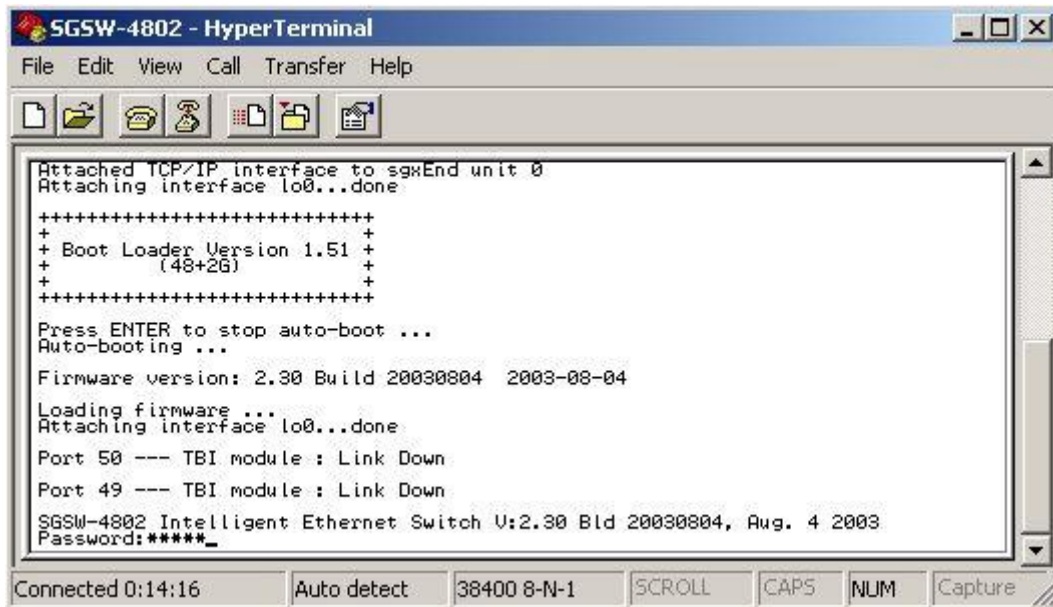 SGSW-4802 - HyperTerminal
File Edit View Call Transfer Help
Attached TCP/IP interface to sgxEnd unit 0
Attaching interface lo0...done
++++++++++++++++++++++++++++
+ +
+ Boot Loader Version 1.51 +
+ (48+2G) +
+ +
++++++++++++++++++++++++++++
Press ENTER to stop auto-boot ...
Auto-booting ...
Firmware version: 2.30 Build 20030804 2003-08-04
Loading firmware ...
Attaching interface lo0...done
Port 50 --- TBI module : Link Down
Port 49 --- TBI module : Link Down
SGSW-4802 Intelligent Ethernet Switch V:2.30 Bld 20030804, Aug. 4 2003
Password:*****_
Connected 0:14:16 Auto detect 38400 8-N-1 SCROLL CAPS NUM Capture